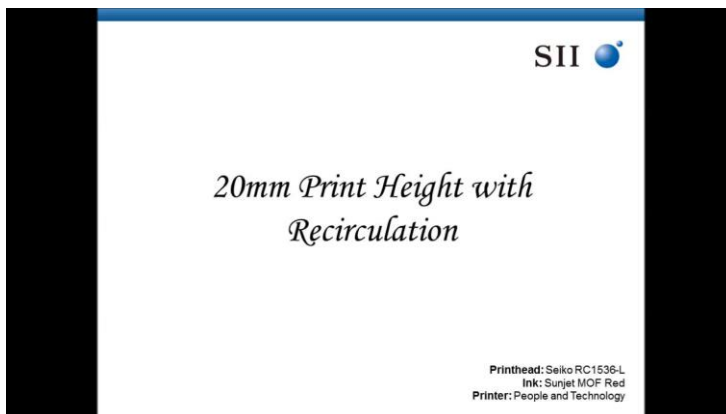 SII
20mm Print Height with
Recirculation
Printhead: Seiko RC1536-L
Ink: Sunjet MOF Red
Printer: People and Technology